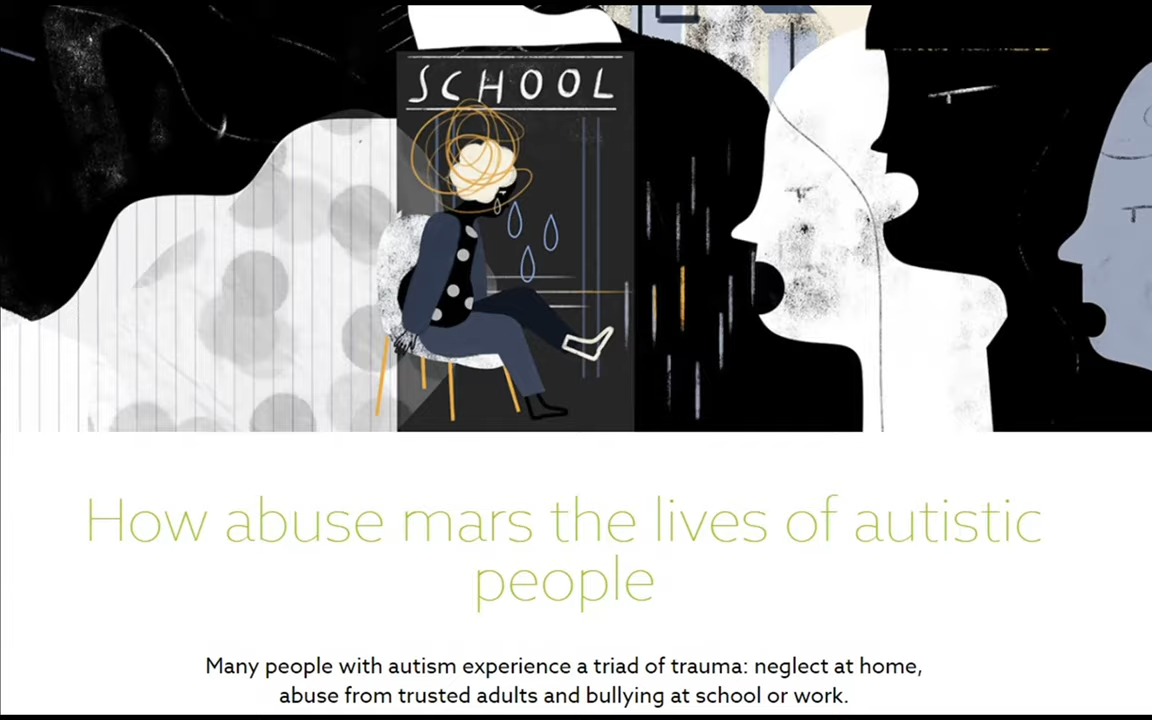 SCHOOL
How abuse mars the lives of autistic
people
Many people with autism experience a triad of trauma: neglect at home,
abuse from trusted adults and bullying at school or work.